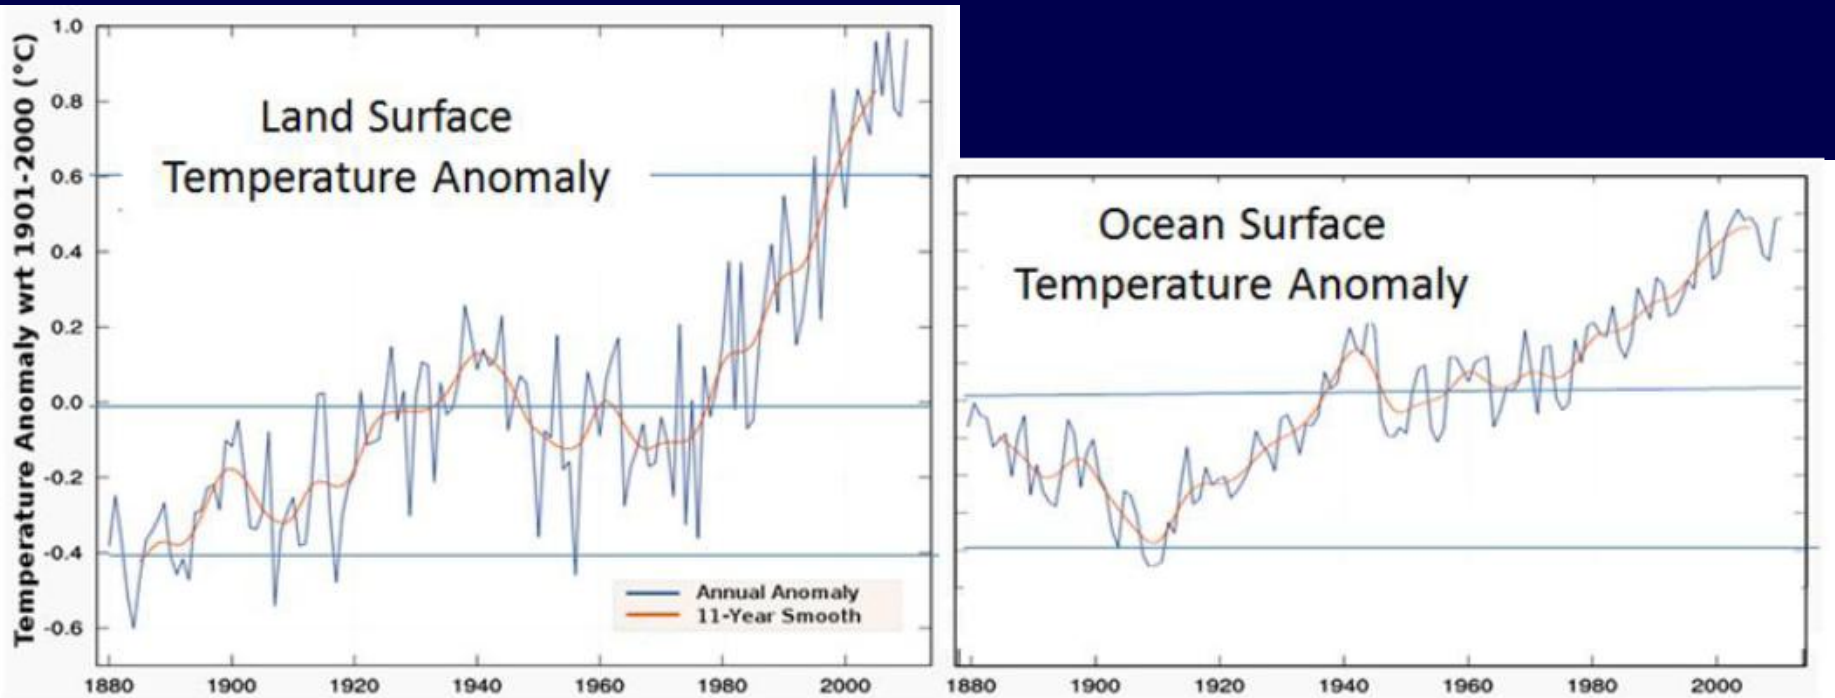 Temperature Anomaly wrt 1901-2000 (°C)
1.0
0.8
0.6
0.4
0.2
0.0
-0.2
-0.4
-0.6
Land Surface
Temperature Anomaly
Annual Anomaly
11-Year Smooth
1880 1900 1920 1940 1960 1980 2000
Ocean Surface
Temperature Anomaly
1880 1900 1920 1940 1960 1980 2000